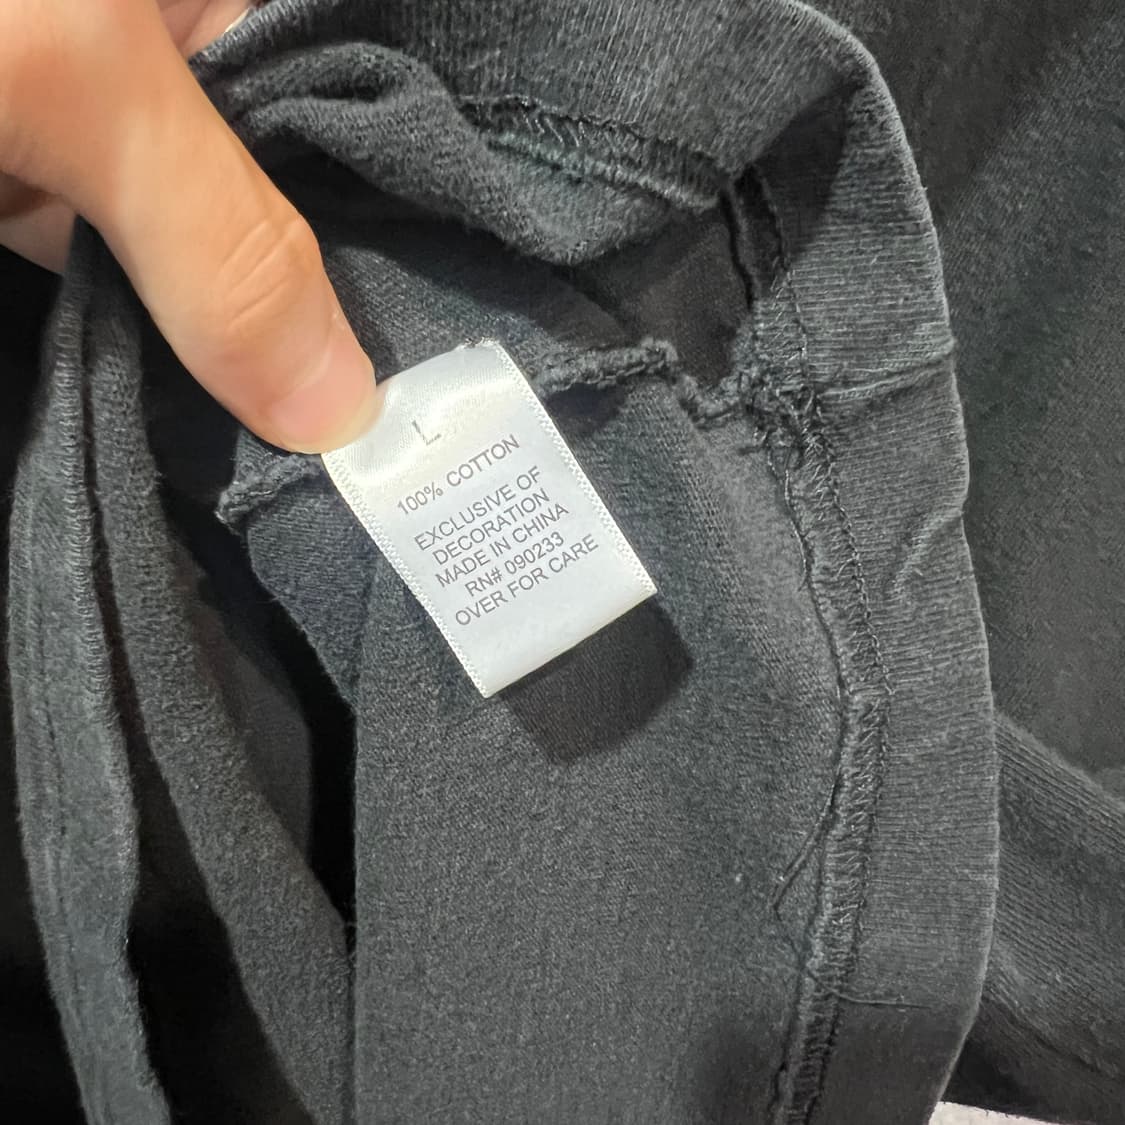 L
100% COTTON
EXCLUSIVE OF
DECORATION
MADE IN CHINA
RN# 090233
OVER FOR CARE